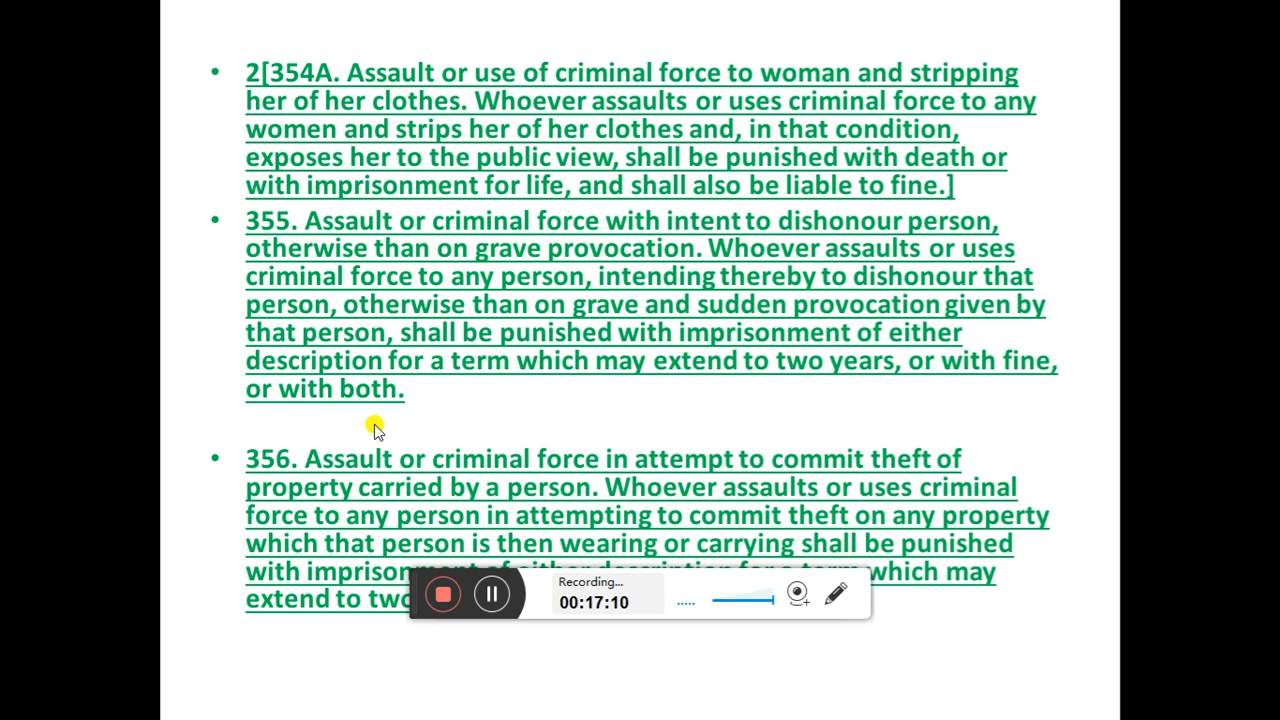 • 2[354A. Assault or use of criminal force to woman and stripping
her of her clothes. Whoever assaults or uses criminal force to any
women and strips her of her clothes and, in that condition,
exposes her to the public view, shall be punished with death or
with imprisonment for life, and shall also be liable to fine.]
• 355. Assault or criminal force with intent to dishonour person,
otherwise than on grave provocation. Whoever assaults or uses
criminal force to any person, intending thereby to dishonour that
person, otherwise than on grave and sudden provocation given by
that person, shall be punished with imprisonment of either
description for a term which may extend to two years, or with fine,
or with both.
• 356. Assault or criminal force in attempt to commit theft of
property carried by a person. Whoever assaults or uses criminal
force to any person in attempting to commit theft on any property
which that person is then wearing or carrying shall be punished
with imprisonment of either description for a term which may
extend to two
Recording...
00:17:10